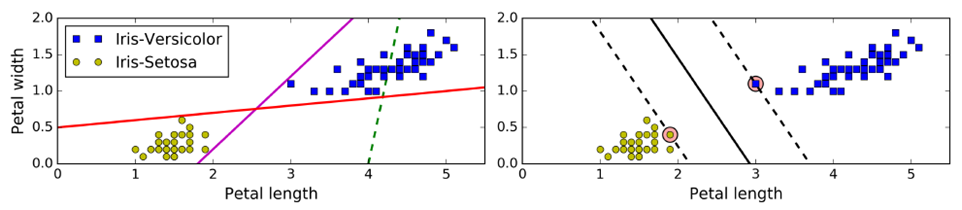 2.0
1.5
1.0
0.5
0.0
Petal width
Iris-Versicolor
Iris-Setosa
0 1 2 3 4 5
Petal length
2.0
1.5
1.0
0.5
0.0
0 1 2 3 4 5
Petal length